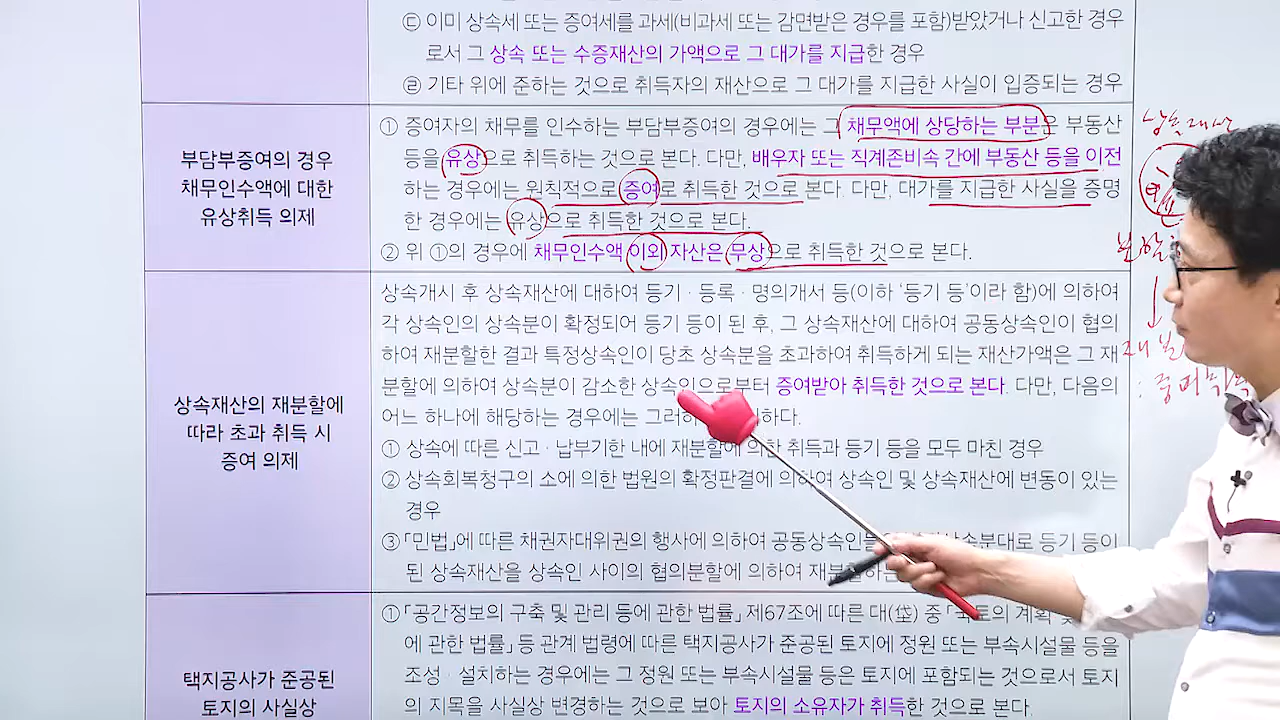 ㉢ 이미 상속세 또는 증여세를 과세(비과세 또는 감면받은 경우를 포함)받았거나 신고한 경우
로서 그 상속 또는 수증재산의 가액으로 그 대가를 지급한 경우
㉣ 기타 위에 준하는 것으로 취득자의 재산으로 그 대가를 지급한 사실이 입증되는 경우
부담부증여의 경우
채무인수액에 대한
유상취득 의제
① 증여자의 채무를 인수하는 부담부증여의 경우에는 그 채무액에 상당하는 부분은 부동산
등을 유상으로 취득하는 것으로 본다. 다만, 배우자 또는 직계존비속 간에 부동산 등을 이전
하는 경우에는 원칙적으로 증여로 취득한 것으로 본다. 다만, 대가를 지급한 사실을 증명
한 경우에는 유상으로 취득한 것으로 본다.
② 위 ①의 경우에 채무인수액 이외 자산은 무상으로 취득한 것으로 본다.
상속재산의 재분할에
따라 초과 취득 시
증여 의제
상속개시 후 상속재산에 대하여 등기 · 등록 · 명의개서 등(이하 ‘등기 등’이라 함)에 의하여
각 상속인의 상속분이 확정되어 등기 등이 된 후, 그 상속재산에 대하여 공동상속인이 협의
하여 재분할한 결과 특정상속인이 당초 상속분을 초과하여 취득하게 되는 재산가액은 그 재
분할에 의하여 상속분이 감소한 상속인으로부터 증여받아 취득한 것으로 본다. 다만, 다음의
어느 하나에 해당하는 경우에는 그러하
하다.
① 상속에 따른 신고 · 납부기한 내에 재분할에 의한 취득과 등기 등을 모두 마친 경우
② 상속회복청구의 소에 의한 법원의 확정판결에 의하여 상속인 및 상속재산에 변동이 있는
경우
③ 「민법」에 따른 채권자대위권의 행사에 의하여 공동상속인들 상속분대로 등기 등이
된 상속재산을 상속인 사이의 협의분할에 의하여 재분할하는
택지공사가 준공된
토지의 사실상
① 「공간정보의 구축 및 관리 등에 관한 법률」 제67조에 따른 대(垈) 중 「국토의 계획 및
에 관한 법률」 등 관계 법령에 따른 택지공사가 준공된 토지에 정원 또는 부속시설물 등을
조성 · 설치하는 경우에는 그 정원 또는 부속시설물 등은 토지에 포함되는 것으로서 토지
의 지목을 사실상 변경하는 것으로 보아 토지의 소유자가 취득한 것으로 본다.